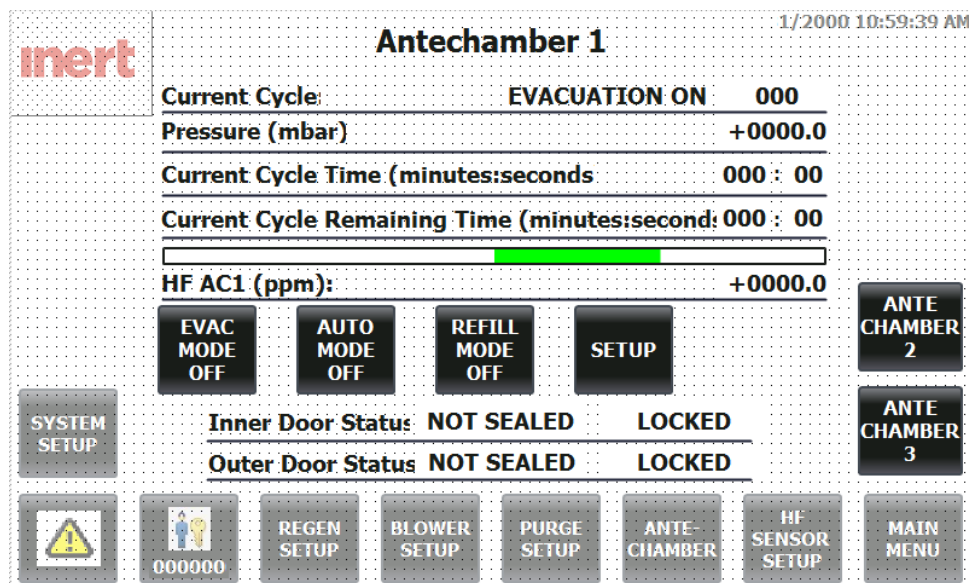 1/2000 10:59:39 AM
inert
Antechamber 1
Current Cycle: EVACUATION ON 000
Pressure (mbar) +0000.0
Current Cycle Time (minutes:seconds 000 : 00
Current Cycle Remaining Time (minutes:second: 000 : 00
HF AC1 (ppm): +0000.0
EVAC
MODE
OFF
AUTO
MODE
OFF
REFILL
MODE
OFF
SETUP
ANTE
CHAMBER
2
ANTE
CHAMBER
3
SYSTEM
SETUP
Inner Door Status NOT SEALED LOCKED
Outer Door Status NOT SEALED LOCKED
000000
REGEN
SETUP
BLOWER
SETUP
PURGE
SETUP
ANTE-
CHAMBER
HF
SENSOR
SETUP
MAIN
MENU